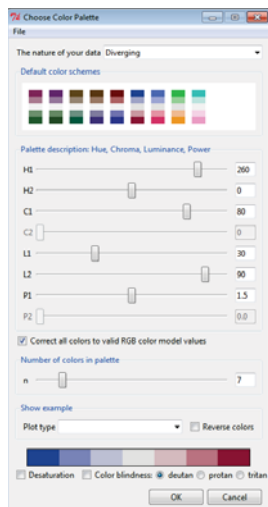 Choose Color Palette
File
The nature of your data Diverging
Default color schemes
Palette description: Hue, Chroma, Luminance, Power
H1 260
H2 0
C1 80
C2 0
L1 30
L2 90
P1 1.5
P2 0.0
Correct all colors to valid RGB color model values
Number of colors in palette
n 7
Show example
Plot type Reverse colors
Desaturation Color blindness: deutan protan tritan
OK Cancel